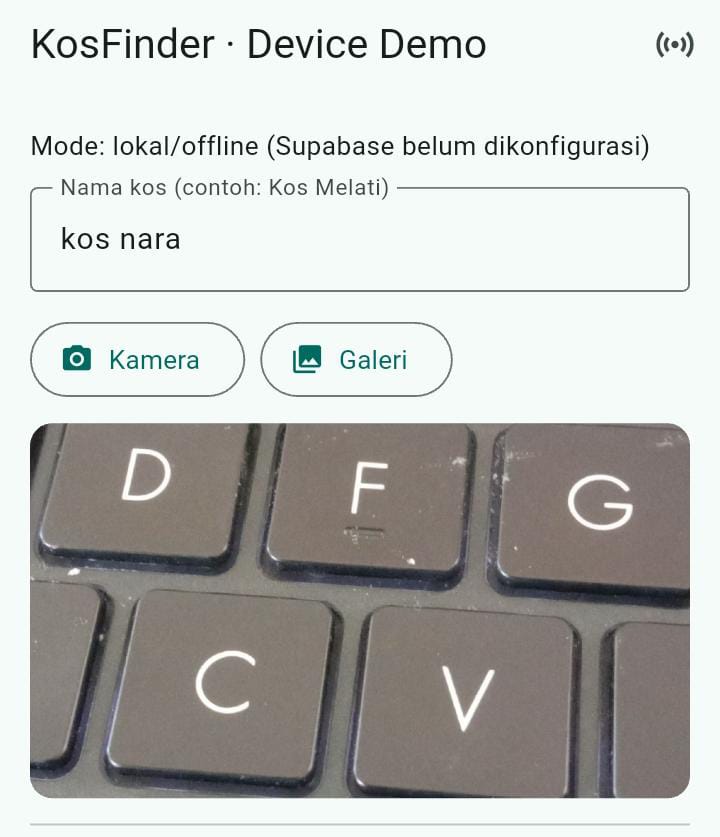 KosFinder · Device Demo
Mode: lokal/offline (Supabase belum dikonfigurasi)
Nama kos (contoh: Kos Melati)
kos nara
Kamera Galeri
D F G
C V